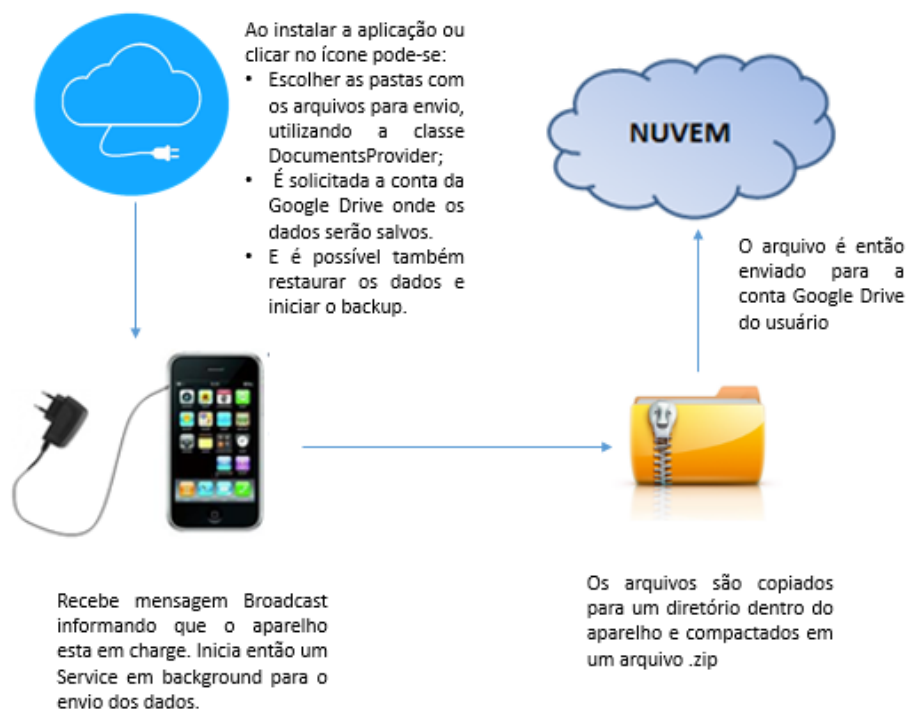 Ao instalar a aplicação ou
clicar no ícone pode-se:
• Escolher as pastas com
os arquivos para envio,
utilizando a classe
DocumentsProvider;
• É solicitada a conta da
Google Drive onde os
dados serão salvos.
• E é possível também
restaurar os dados e
iniciar o backup.
NUVEM
O arquivo é então
enviado para a
conta Google Drive
do usuário
Recebe mensagem Broadcast
informando que o aparelho
esta em charge. Inicia então um
Service em background para o
envio dos dados.
Os arquivos são copiados
para um diretório dentro do
aparelho e compactados em
um arquivo .zip